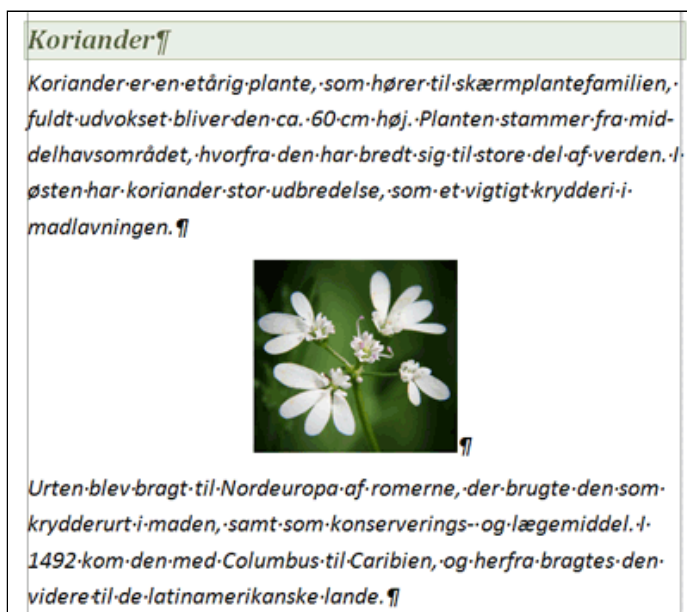 Koriander¶
Koriander·er·en·etårig·plante,·som·hører·til·skærmplantefamilien,·
fuldt·udvokset·bliver·den·ca.·60·cm·høj.·Planten·stammer·fra·mid-
delhavsområdet,·hvorfra·den·har·bredt·sig·til·store·del·af·verden.·I·
østen·har·koriander·stor·udbredelse,·som·et·vigtigt·krydderi·i·
madlavningen.¶
¶
Urten·blev·bragt·til·Nordeuropa·af·romerne,·der·brugte·den·som·
krydderurt·i·maden,·samt·som·konserverings-·og·lægemiddel.·I·
1492·kom·den·med·Columbus·til·Caribien,·og·herfra·bragtes·den·
videre·til·de·latinamerikanske·lande.¶